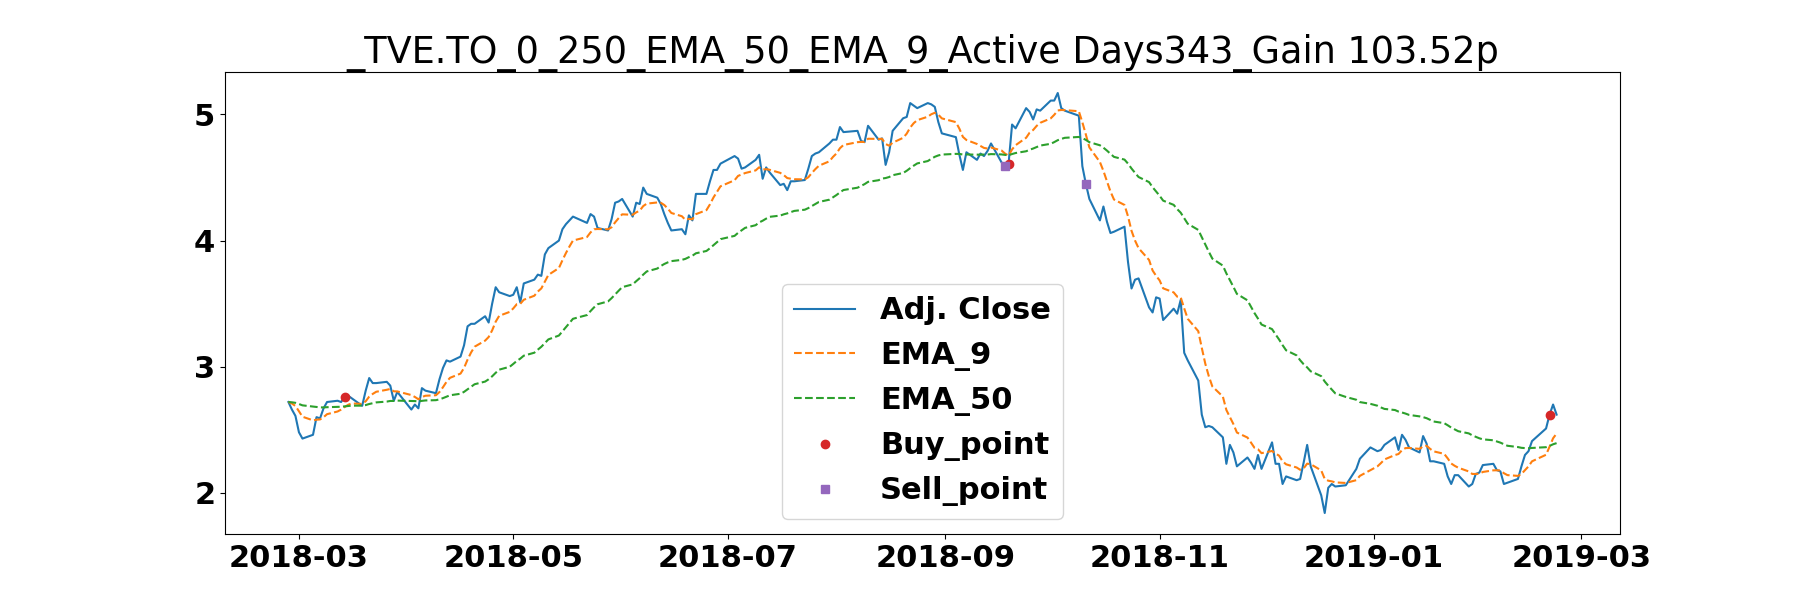 _TVE.TO_0_250_EMA_50_EMA_9_Active Days343_Gain 103.52p
5
4
3
2
Adj. Close
EMA_9
EMA_50
Buy_point
Sell_point
2018-03 2018-05 2018-07 2018-09 2018-11 2019-01 2019-03